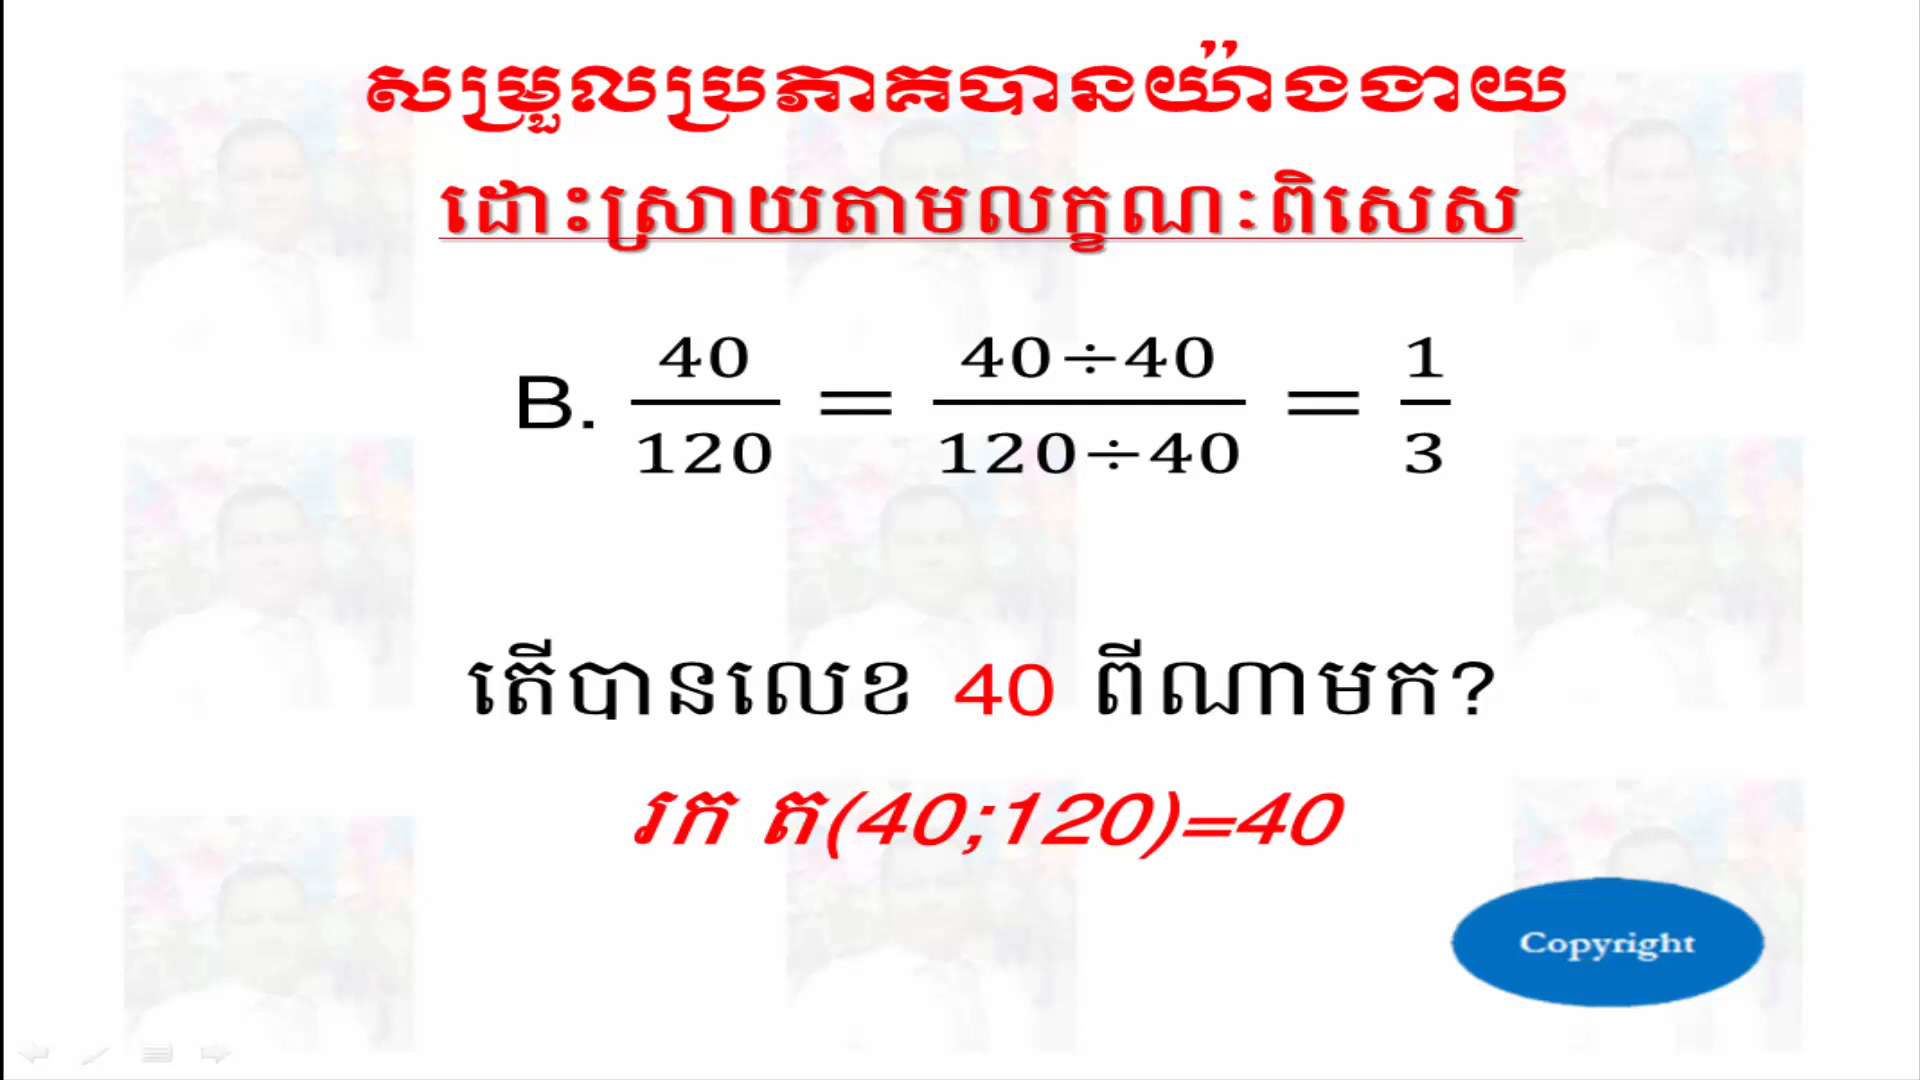 សម្រួលប្រភាគបានយ៉ាងងាយ
ដោះស្រាយតាមលក្ខណៈពិសេស
B. 40/120 = 40÷40/120÷40 = 1/3
តើបានលេខ 40 ពីណាមក?
រក ត(40;120)=40
Copyright